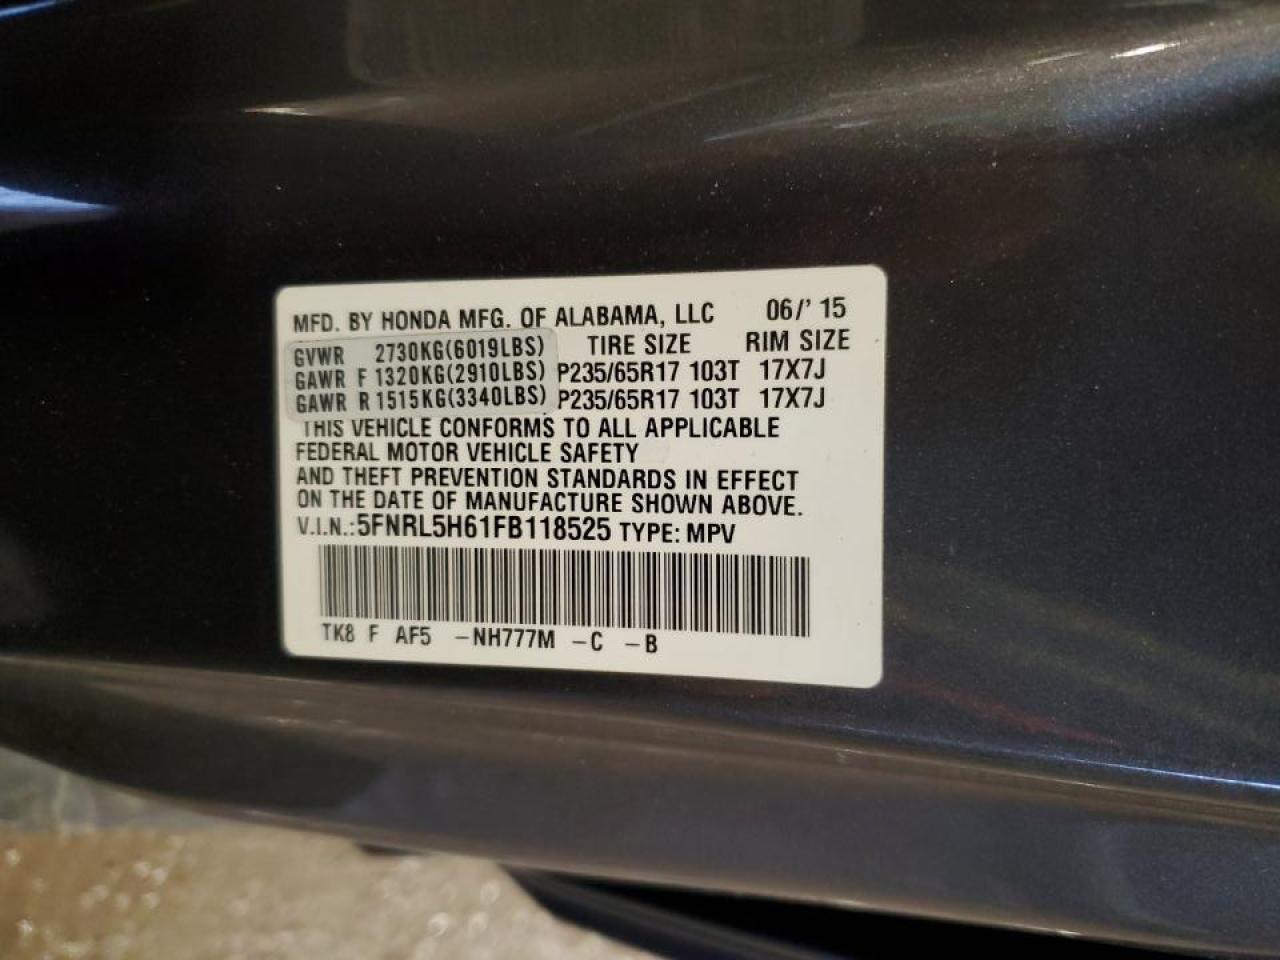 MFD. BY HONDA MFG. OF ALABAMA, LLC 06/'15
GVWR 2730KG(6019LBS) TIRE SIZE RIM SIZE
GAWR F 1320KG(2910LBS) P235/65R17 103T 17X7J
GAWR R 1515KG(3340LBS) P235/65R17 103T 17X7J
THIS VEHICLE CONFORMS TO ALL APPLICABLE
FEDERAL MOTOR VEHICLE SAFETY
AND THEFT PREVENTION STANDARDS IN EFFECT
ON THE DATE OF MANUFACTURE SHOWN ABOVE.
V.I.N.: 5FNRL5H61FB118525 TYPE: MPV
TK8 F AF5 -NH777M -C -B